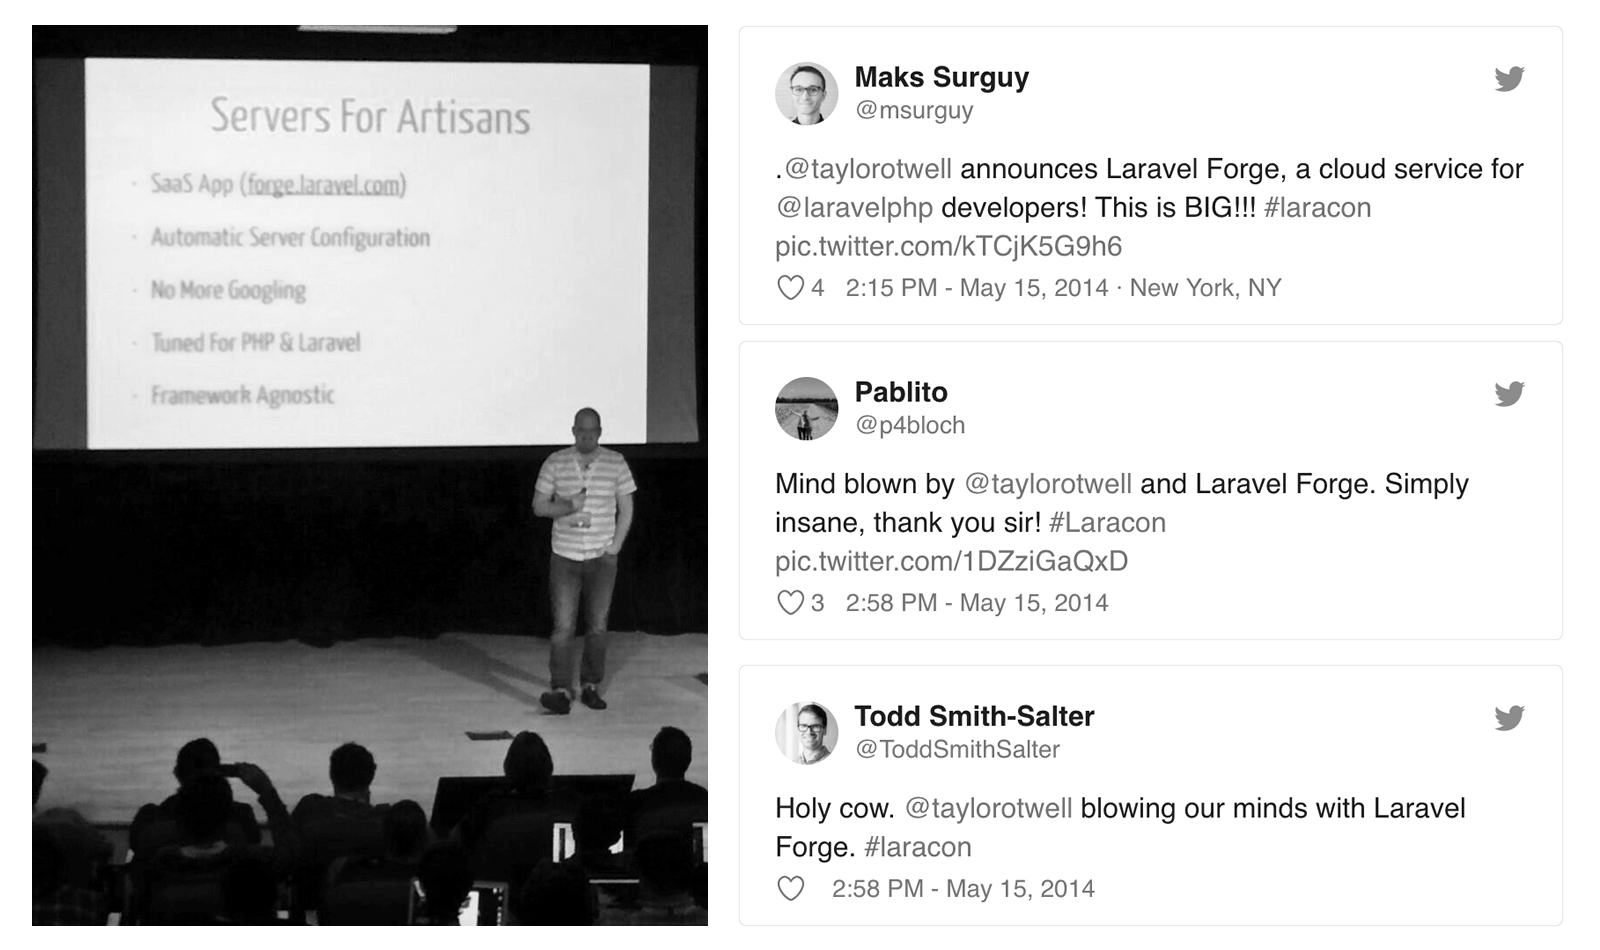 Servers For Artisans
· SaaS App (forge.laravel.com)
· Automatic Server Configuration
· No More Googling
· Tuned For PHP & Laravel
· Framework Agnostic
Maks Surguy
@msurguy
.@taylorotwell announces Laravel Forge, a cloud service for
@laravelphp developers! This is BIG!!! #laracon
pic.twitter.com/kTCjK5G9h6
4 2:15 PM - May 15, 2014 · New York, NY
Pablito
@p4bloch
Mind blown by @taylorotwell and Laravel Forge. Simply
insane, thank you sir! #Laracon
pic.twitter.com/1DZziGaQxD
3 2:58 PM - May 15, 2014
Todd Smith-Salter
@ToddSmithSalter
Holy cow. @taylorotwell blowing our minds with Laravel
Forge. #laracon
2:58 PM - May 15, 2014